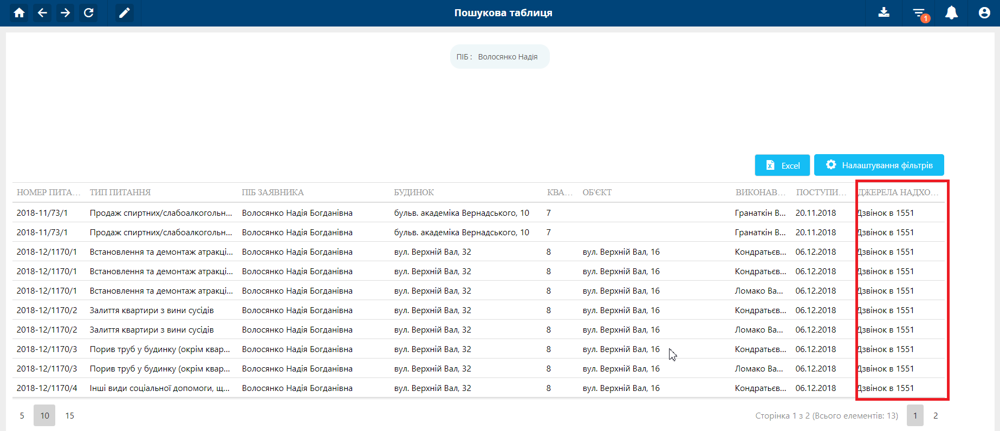 Пошукова таблиця
1
ПІБ : Волосянко Надія
Excel Налаштування фільтрів
НОМЕР ПИТА... ТИП ПИТАННЯ ПІБ ЗАЯВНИКА БУДИНОК КВА... ОБ'ЄКТ ВИКОНАВ... ПОСТУПИ... ДЖЕРЕЛА НАДХО...
2018-11/73/1 Продаж спиртних/слабоалкогольн... Волосянко Надія Богданівна бульв. академіка Вернадського, 10 7 Гранаткін В... 20.11.2018 Дзвінок в 1551
2018-11/73/1 Продаж спиртних/слабоалкогольн... Волосянко Надія Богданівна бульв. академіка Вернадського, 10 7 Гранаткін В... 20.11.2018 Дзвінок в 1551
2018-12/1170/1 Встановлення та демонтаж атракці... Волосянко Надія Богданівна вул. Верхній Вал, 32 8 вул. Верхній Вал, 16 Кондратьєв... 06.12.2018 Дзвінок в 1551
2018-12/1170/1 Встановлення та демонтаж атракці... Волосянко Надія Богданівна вул. Верхній Вал, 32 8 вул. Верхній Вал, 16 Кондратьєв... 06.12.2018 Дзвінок в 1551
2018-12/1170/1 Встановлення та демонтаж атракці... Волосянко Надія Богданівна вул. Верхній Вал, 32 8 вул. Верхній Вал, 16 Ломако Ва... 06.12.2018 Дзвінок в 1551
2018-12/1170/2 Залиття квартири з вини сусідів Волосянко Надія Богданівна вул. Верхній Вал, 32 8 вул. Верхній Вал, 16 Кондратьєв... 06.12.2018 Дзвінок в 1551
2018-12/1170/2 Залиття квартири з вини сусідів Волосянко Надія Богданівна вул. Верхній Вал, 32 8 вул. Верхній Вал, 16 Ломако Ва... 06.12.2018 Дзвінок в 1551
2018-12/1170/3 Порив труб у будинку (окрім квар... Волосянко Надія Богданівна вул. Верхній Вал, 32 8 вул. Верхній Вал, 16 Кондратьєв... 06.12.2018 Дзвінок в 1551
2018-12/1170/3 Порив труб у будинку (окрім квар... Волосянко Надія Богданівна вул. Верхній Вал, 32 8 вул. Верхній Вал, 16 Ломако Ва... 06.12.2018 Дзвінок в 1551
2018-12/1170/4 Інші види соціальної допомоги, щ... Волосянко Надія Богданівна вул. Верхній Вал, 32 8 вул. Верхній Вал, 16 Кондратьєв... 06.12.2018 Дзвінок в 1551
5 10 15 Сторінка 1 з 2 (Всього елементів: 13) 1 2